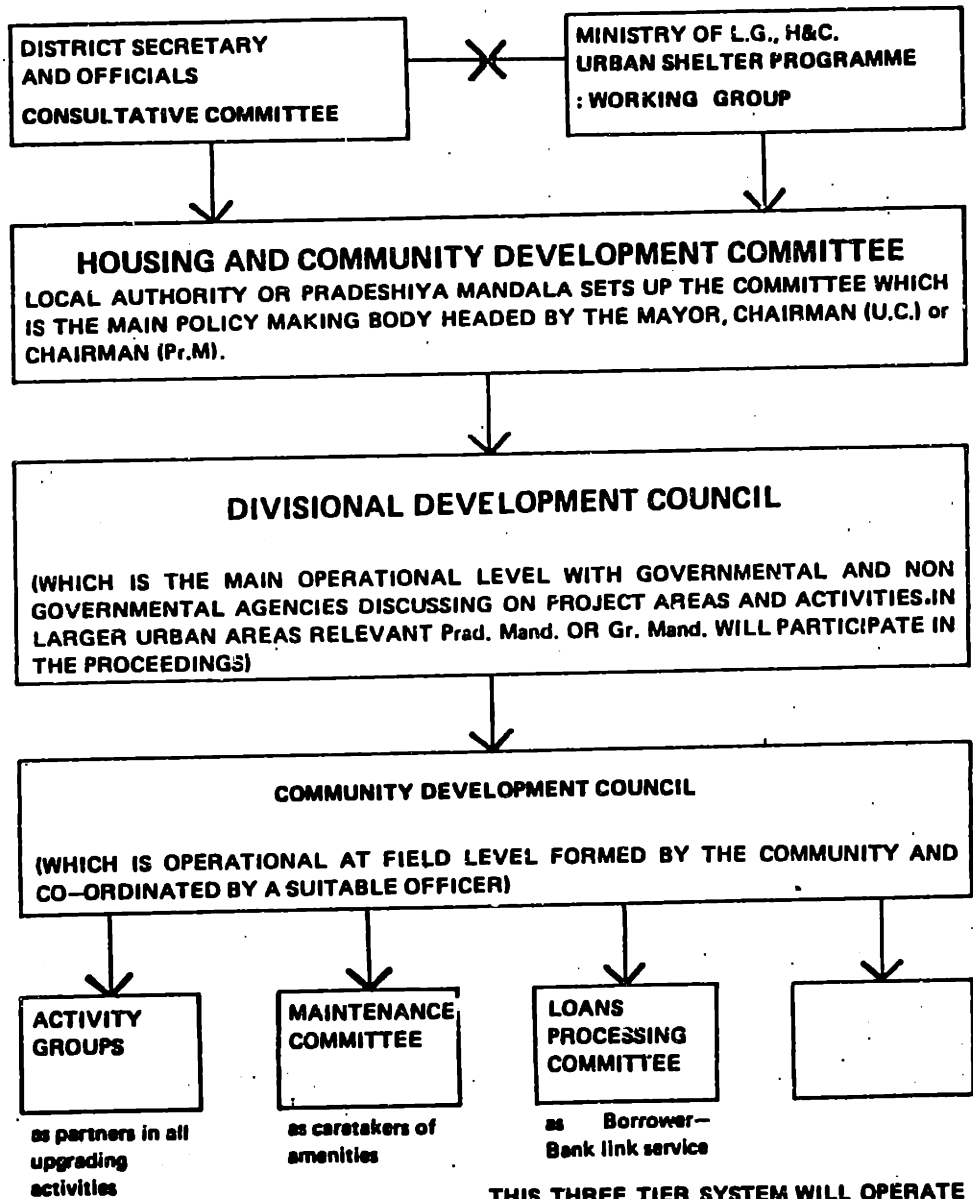 DISTRICT SECRETARY
AND OFFICIALS
CONSULTATIVE COMMITTEE
MINISTRY OF L.G., H&C.
URBAN SHELTER PROGRAMME
: WORKING GROUP
HOUSING AND COMMUNITY DEVELOPMENT COMMITTEE
LOCAL AUTHORITY OR PRADESHIYA MANDALA SETS UP THE COMMITTEE WHICH
IS THE MAIN POLICY MAKING BODY HEADED BY THE MAYOR, CHAIRMAN (U.C.) or
CHAIRMAN (Pr.M).
DIVISIONAL DEVELOPMENT COUNCIL
(WHICH IS THE MAIN OPERATIONAL LEVEL WITH GOVERNMENTAL AND NON
GOVERNMENTAL AGENCIES DISCUSSING ON PROJECT AREAS AND ACTIVITIES.IN
LARGER URBAN AREAS RELEVANT Prad. Mand. OR Gr. Mand. WILL PARTICIPATE IN
THE PROCEEDINGS)
COMMUNITY DEVELOPMENT COUNCIL
(WHICH IS OPERATIONAL AT FIELD LEVEL FORMED BY THE COMMUNITY AND
CO-ORDINATED BY A SUITABLE OFFICER)
ACTIVITY
GROUPS
as partners in all
upgrading
activities
MAINTENANCE
COMMITTEE
as caretakers of
amenities
LOANS
PROCESSING
COMMITTEE
as Borrower-
Bank link service
THIS THREE TIER SYSTEM WILL OPERATE